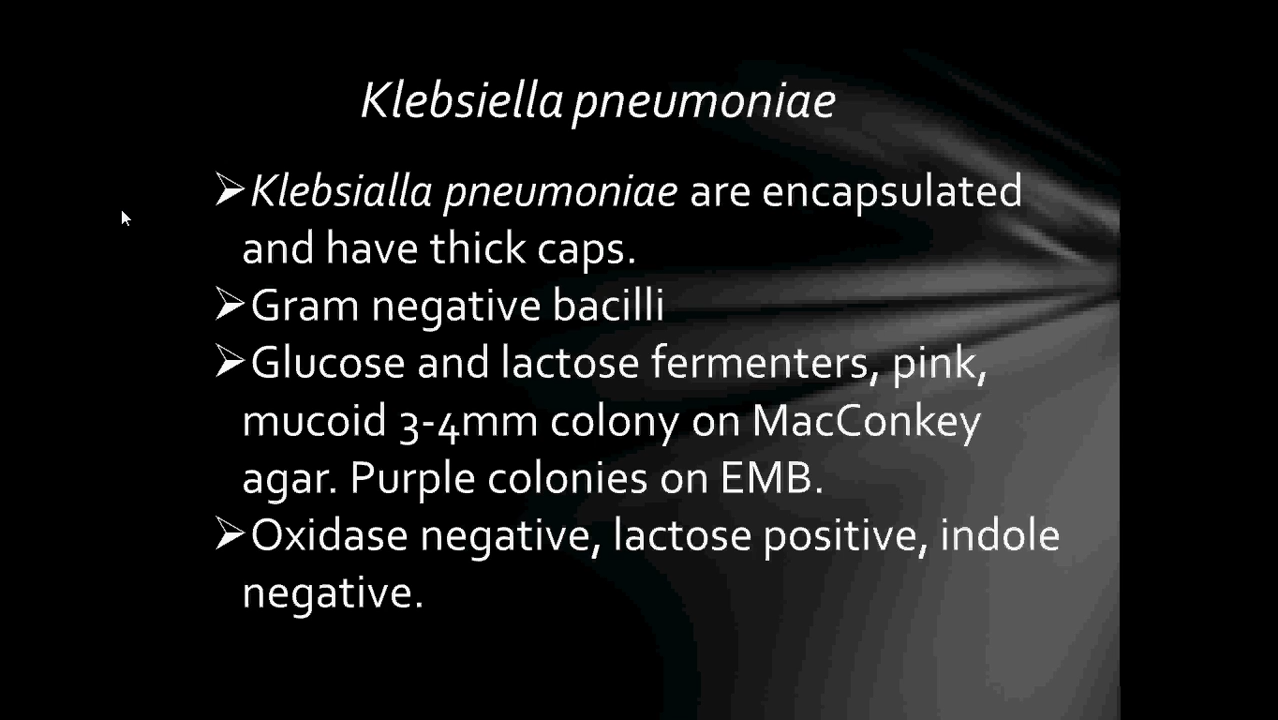 Klebsiella pneumoniae
➢Klebsialla pneumoniae are encapsulated
and have thick caps.
➢Gram negative bacilli
➢Glucose and lactose fermenters, pink,
mucoid 3-4mm colony on MacConkey
agar. Purple colonies on EMB.
➢Oxidase negative, lactose positive, indole
negative.